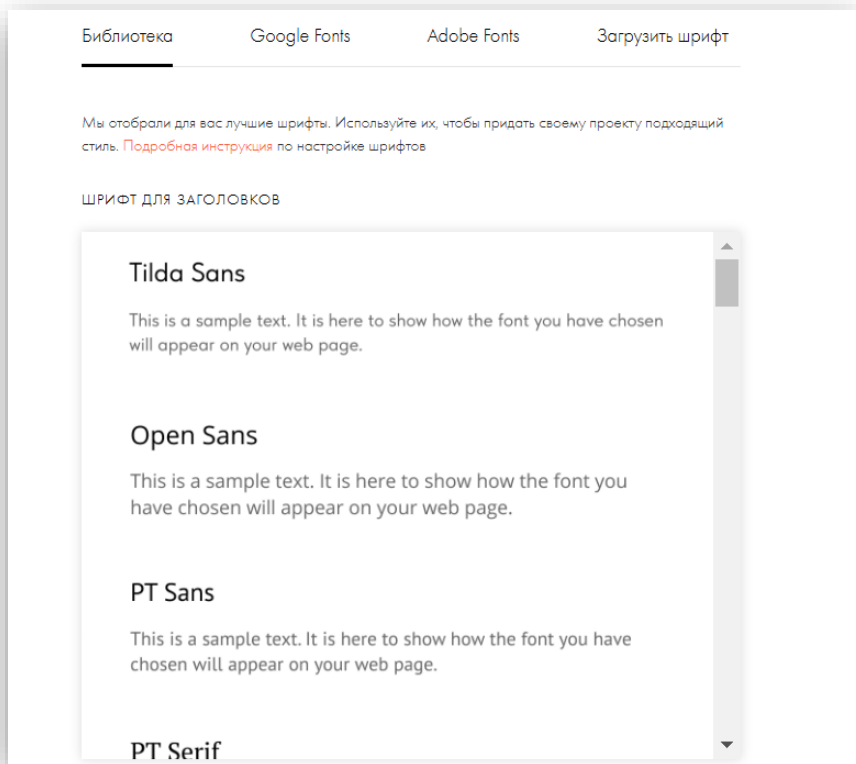 Библиотека Google Fonts Adobe Fonts Загрузить шрифт
Мы отобрали для вас лучшие шрифты. Используйте их, чтобы придать своему проекту подходящий
стиль. Подробная инструкция по настройке шрифтов
ШРИФТ ДЛЯ ЗАГОЛОВКОВ
Tilda Sans
This is a sample text. It is here to show how the font you have chosen
will appear on your web page.
Open Sans
This is a sample text. It is here to show how the font you
have chosen will appear on your web page.
PT Sans
This is a sample text. It is here to show how the font you have
chosen will appear on your web page.
PT Serif